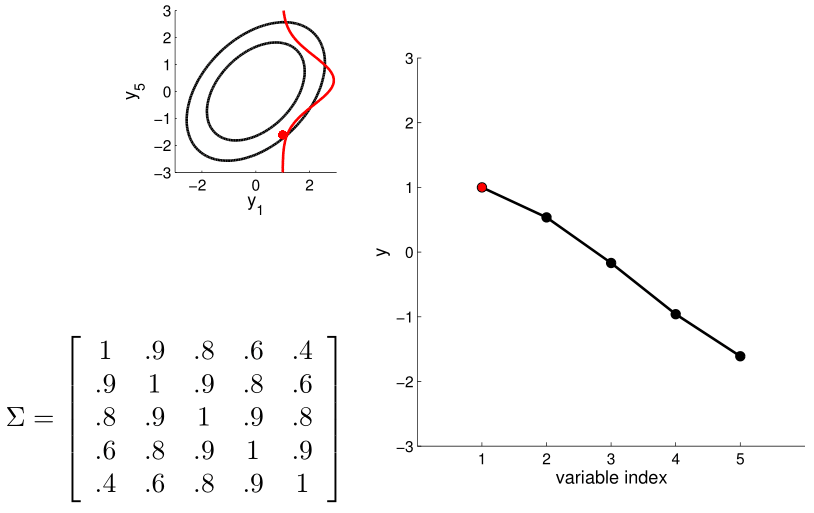 3
2
1
0
−1
−2
−3
y5
−2 0 2
y1
3
2
1
0
−1
−2
−3
y
1 2 3 4 5
variable index
Σ =
1 .9 .8 .6 .4
.9 1 .9 .8 .6
.8 .9 1 .9 .8
.6 .8 .9 1 .9
.4 .6 .8 .9 1